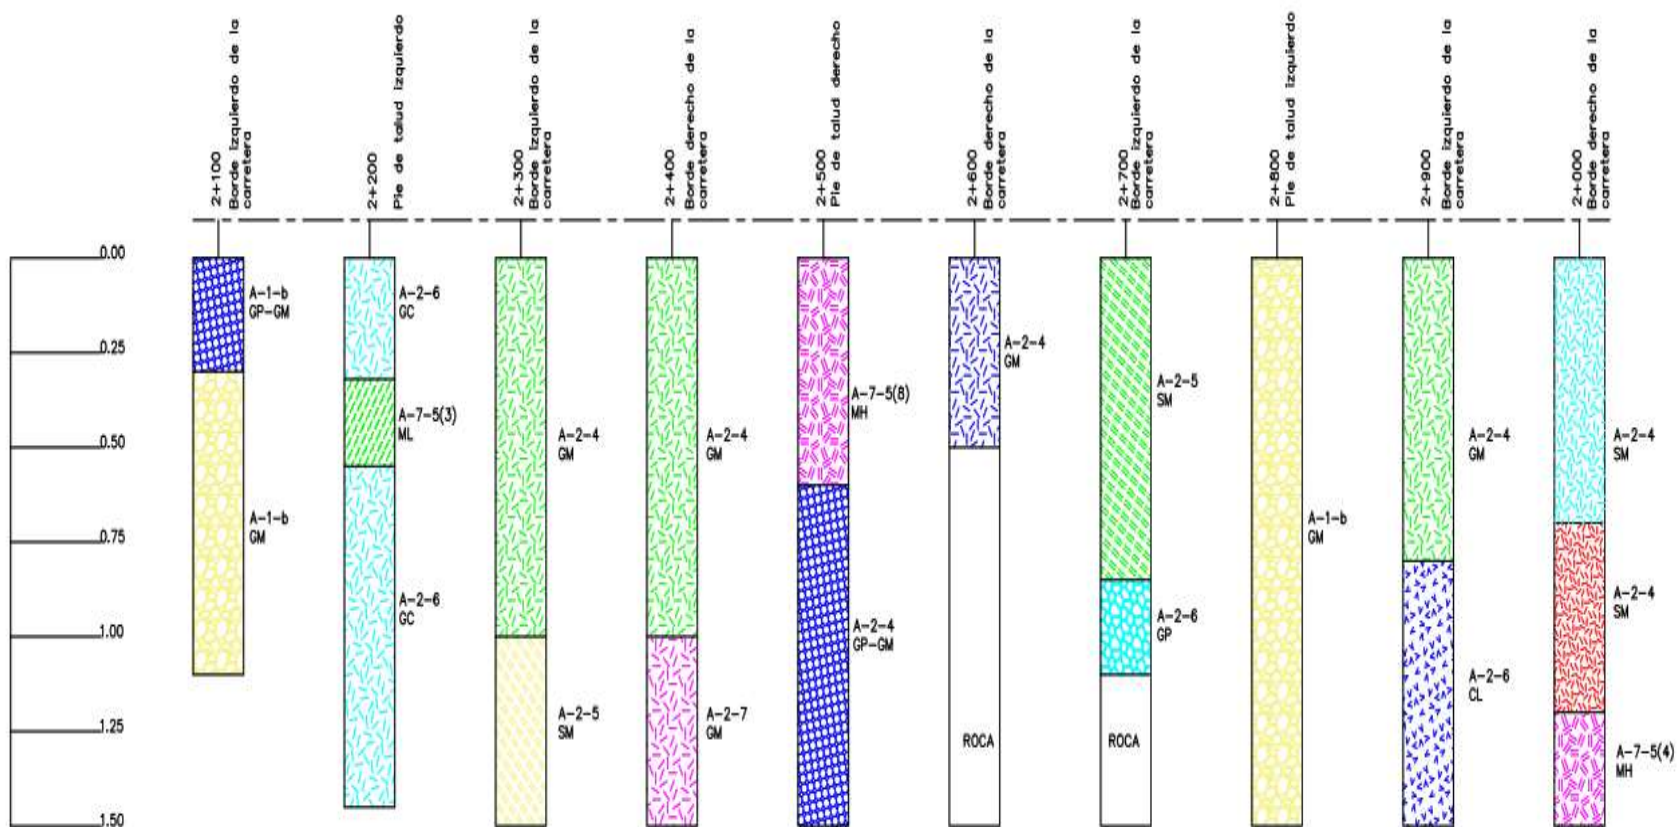 2+100
Borde izquierdo de la
carretera
2+200
Pie de talud izquierdo
2+300
Borde izquierdo de la
carretera
2+400
Borde derecho de la
carretera
2+500
Pie de talud derecho
2+600
Borde derecho de la
carretera
2+700
Borde izquierdo de la
carretera
2+800
Pie de talud izquierdo
2+900
Borde izquierdo de la
carretera
2+000
Borde derecho de la
carretera
0.00
0.25
0.50
0.75
1.00
1.25
1.50
A-1-b
GP-GM
A-1-b
GM
A-2-6
GC
A-7-5(3)
ML
A-2-6
GC
A-2-4
GM
A-2-5
SM
A-2-4
GM
A-2-7
GM
A-7-5(8)
MH
A-2-4
GP-GM
A-2-4
GM
ROCA
A-2-5
SM
A-2-6
GP
ROCA
A-1-b
GM
A-2-4
GM
A-2-6
CL
A-2-4
SM
A-2-4
SM
A-7-5(4)
MH